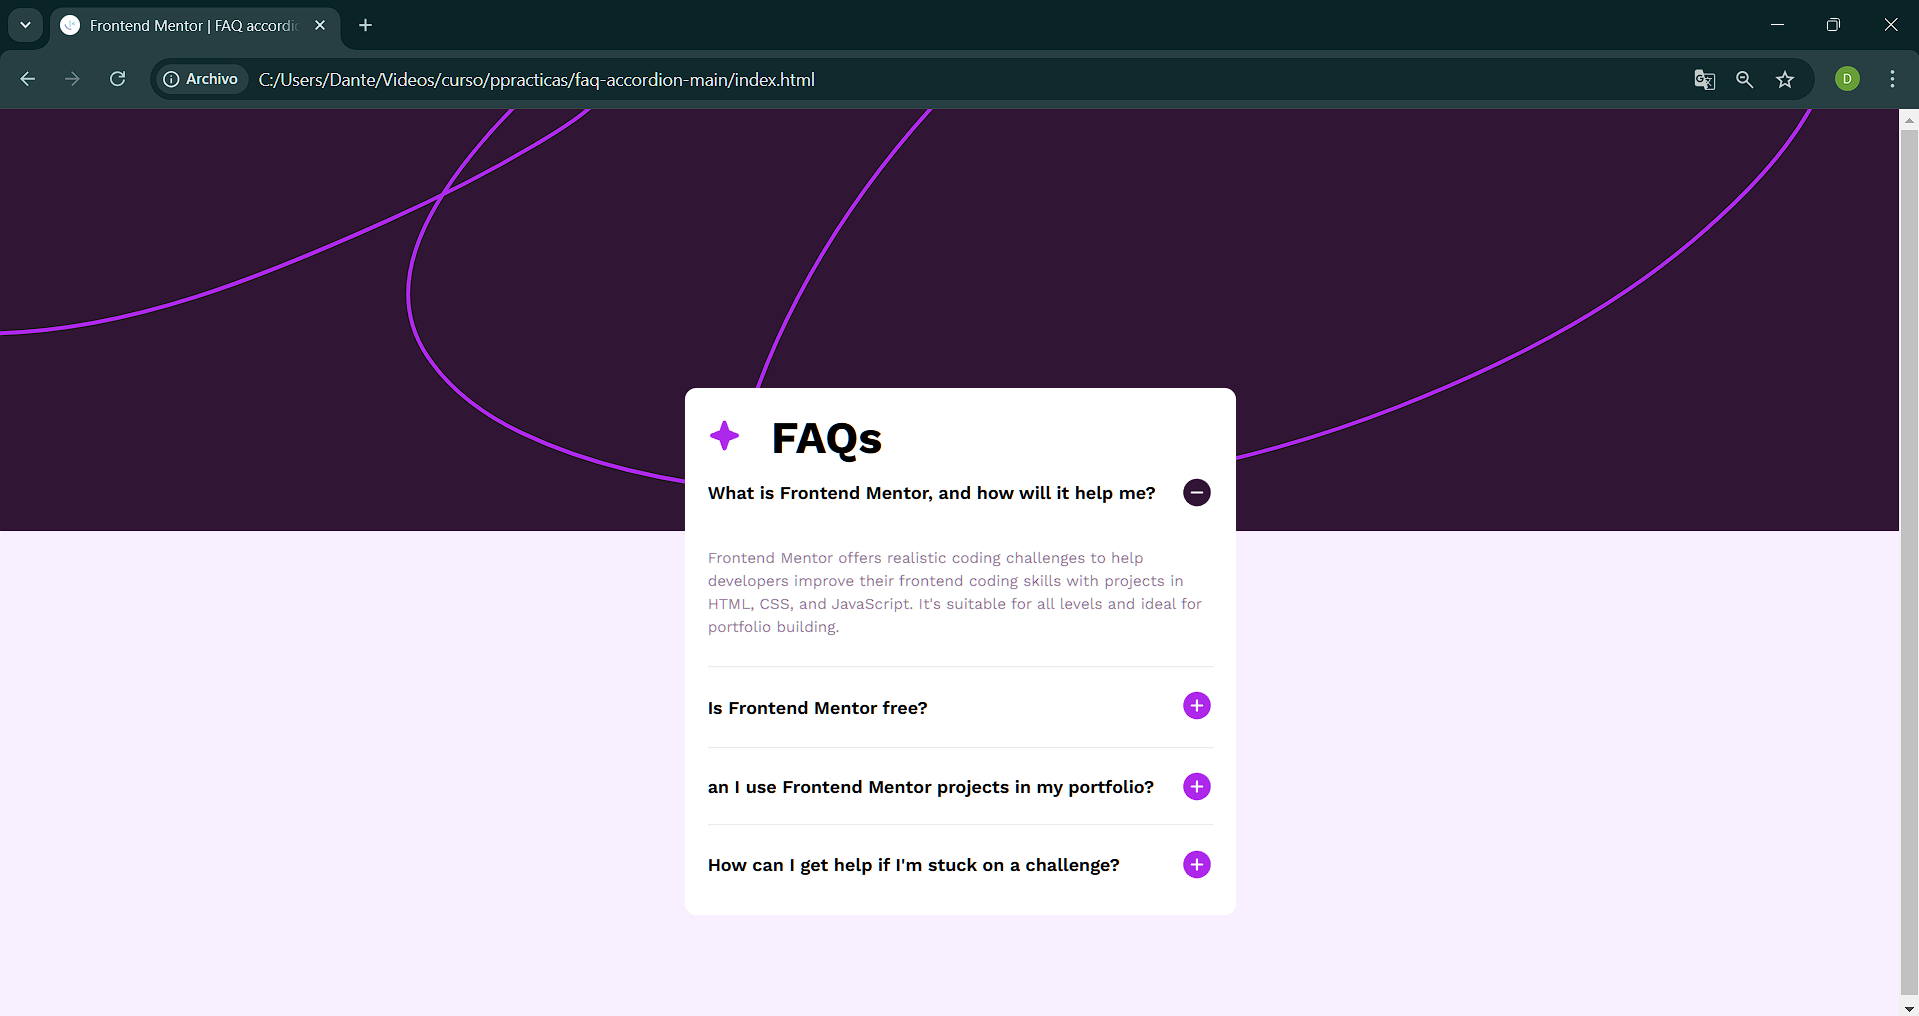 Frontend Mentor | FAQ accordi
Archivo
C:/Users/Dante/Videos/curso/ppracticas/faq-accordion-main/index.html
D
FAQs
What is Frontend Mentor, and how will it help me?
Frontend Mentor offers realistic coding challenges to help
developers improve their frontend coding skills with projects in
HTML, CSS, and JavaScript. It's suitable for all levels and ideal for
portfolio building.
Is Frontend Mentor free?
an I use Frontend Mentor projects in my portfolio?
How can I get help if I'm stuck on a challenge?